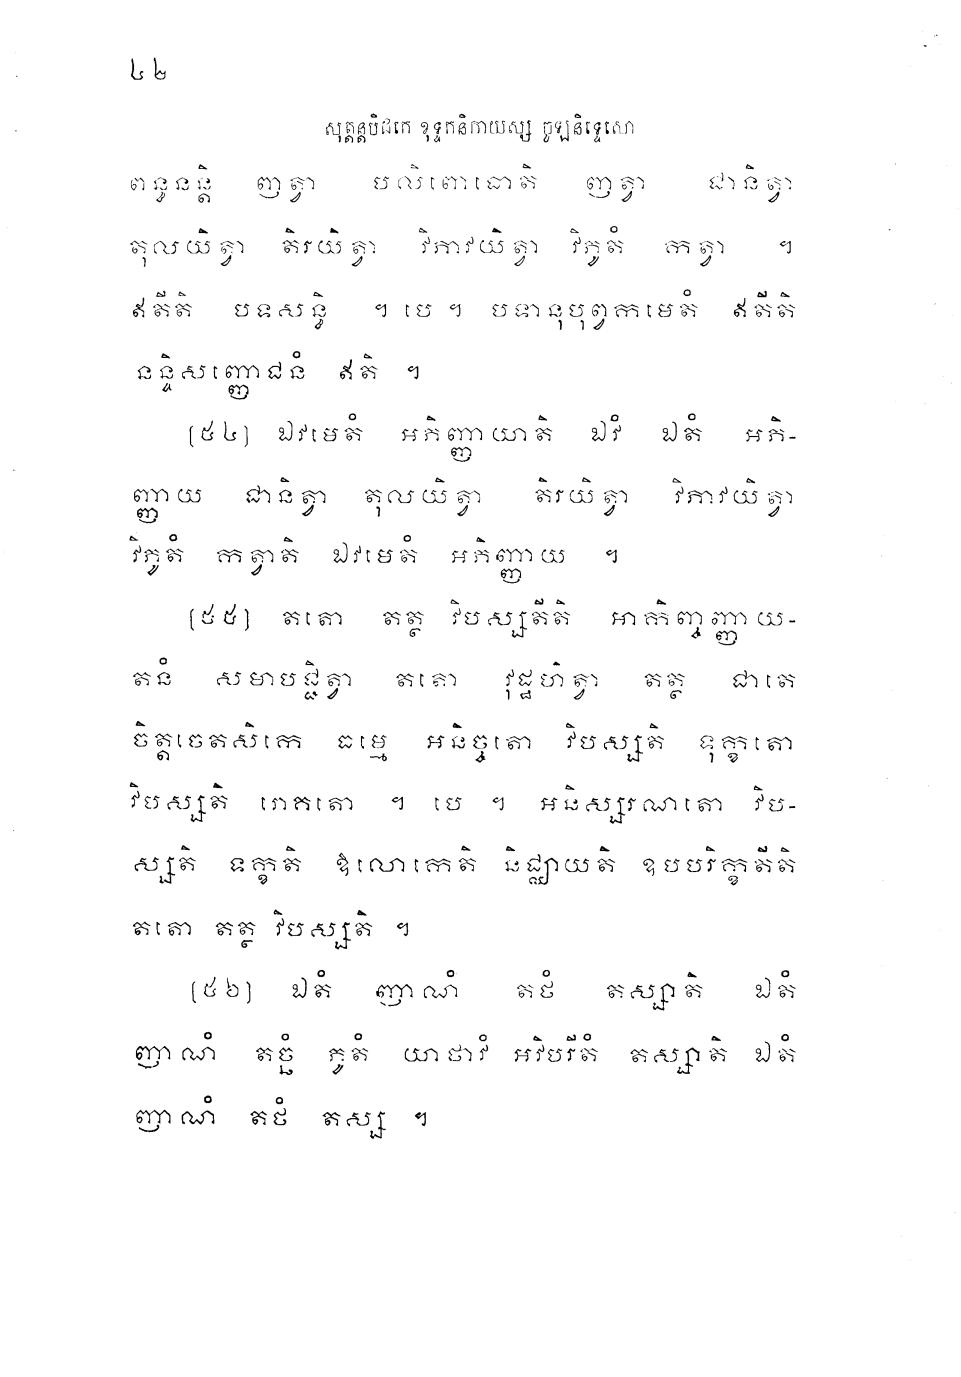 ៤២
សុត្តន្តបិដកេ ខុទ្ទកនិកាយស្ស ចូឡនិទ្ទេសោ
ពន្ធនន្តិ ញត្វា បលិពោធោតិ ញត្វា ជានិត្វា
តុលយិត្វា តិរយិត្វា វិភាវយិត្វា វិភូតំ កត្វា ។
ឥតីតិ បទសន្ធិ ។ បេ ។ បទានុបុព្វកមេតំ ឥតីតិ
នន្ទិសញ្ញោជនំ ឥតិ ។
[៥៤] ឯវមេតំ អភិញ្ញាយាតិ ឯវំ ឯតំ អភិ-
ញ្ញាយ ជានិត្វា តុលយិត្វា តិរយិត្វា វិភាវយិត្វា
វិភូតំ កត្វាតិ ឯវមេតំ អភិញ្ញាយ ។
[៥៥] តតោ តត្ថ វិបស្សតីតិ អាកិញ្ចញ្ញាយ-
តនំ សមាបជ្ជិត្វា តតោ វុដ្ឋហិត្វា តត្ថ ជាតេ
ចិត្តចេតសិកេ ធម្មេ អនិច្ចតោ វិបស្សតិ ទុក្ខតោ
វិបស្សតិ រោគតោ ។ បេ ។ អនិស្សរណតោ វិប-
ស្សតិ ទក្ខតិ ឱលោកេតិ និជ្ឈាយតិ ឧបបរិក្ខតីតិ
តតោ តត្ថ វិបស្សតិ ។
[៥៦] ឯតំ ញាណំ តថំ តស្សាតិ ឯតំ
ញាណំ តច្ឆំ ភូតំ យាថាវំ អវិបរីតំ តស្សាតិ ឯតំ
ញាណំ តថំ តស្ស ។